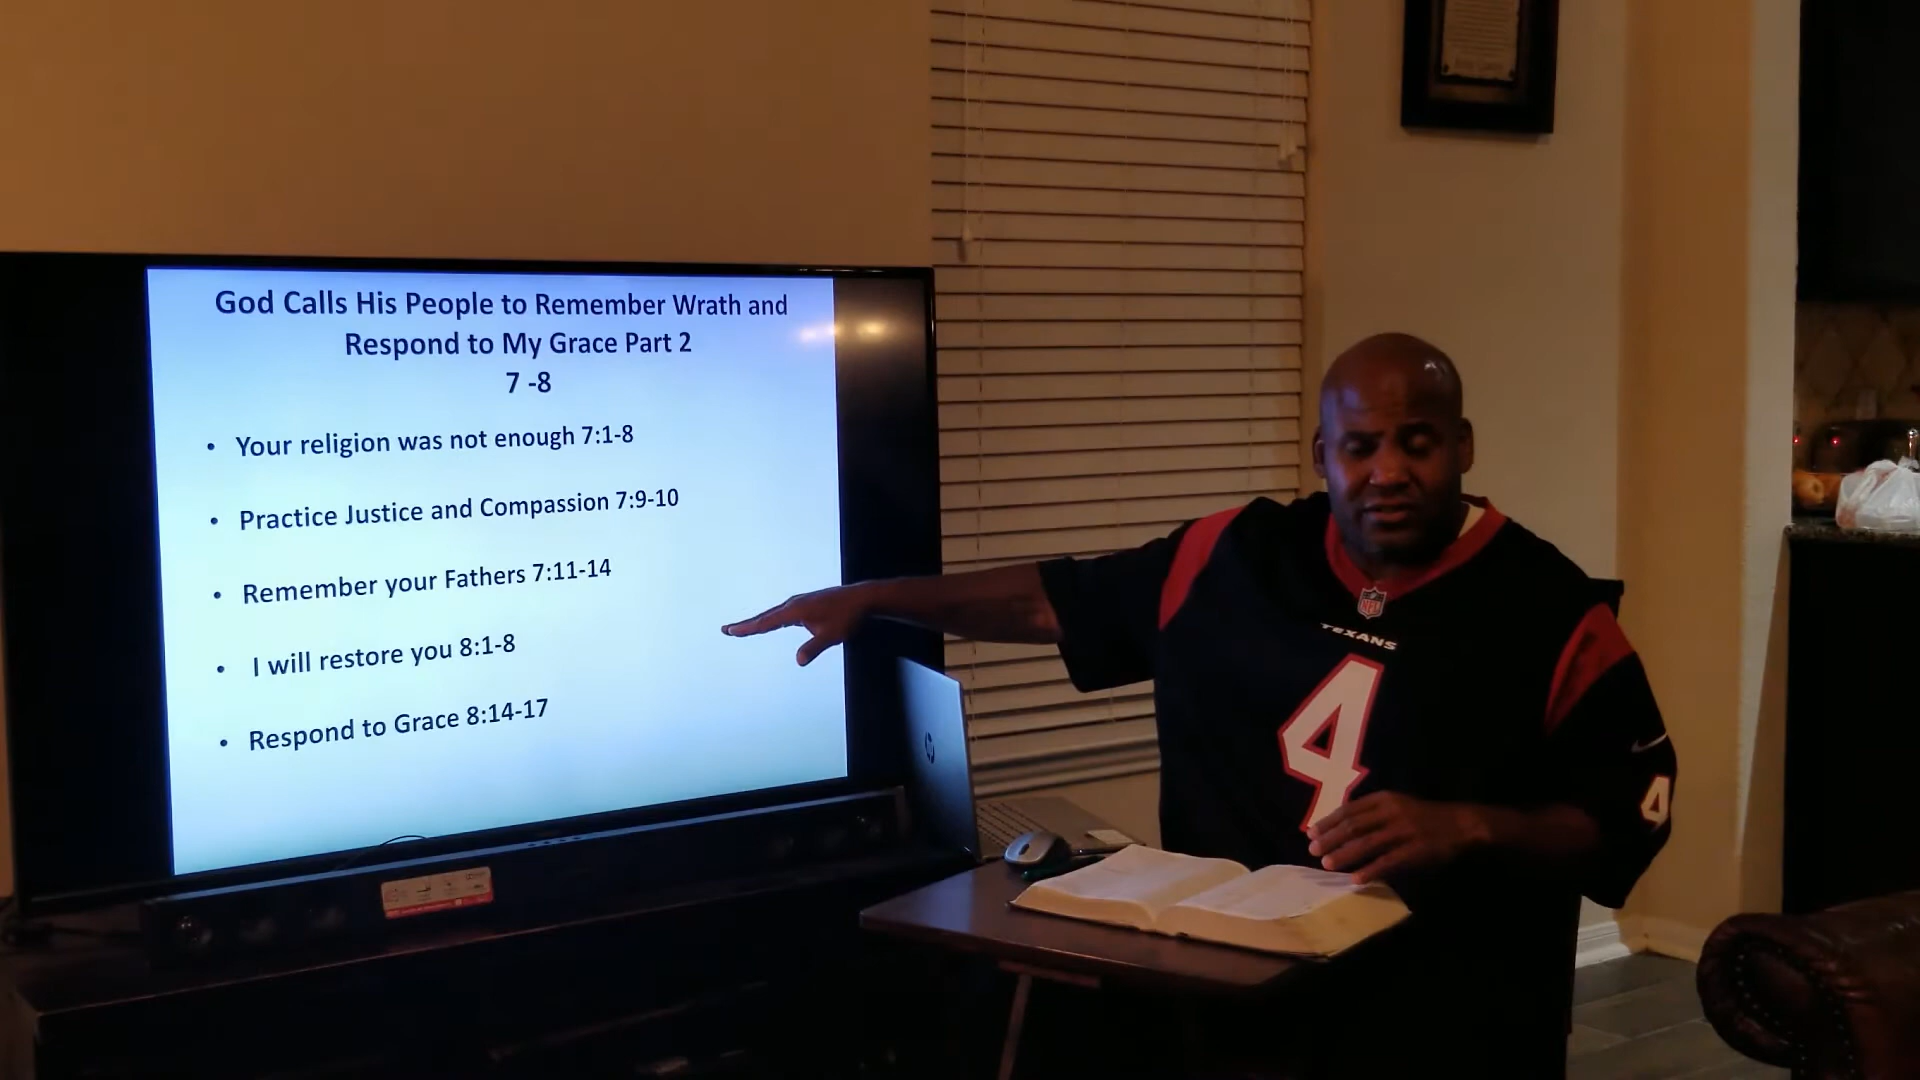 God Calls His People to Remember Wrath and
Respond to My Grace Part 2
7 -8
• Your religion was not enough 7:1-8
• Practice Justice and Compassion 7:9-10
• Remember your Fathers 7:11-14
• I will restore you 8:1-8
• Respond to Grace 8:14-17
NFL
TEXANS
4
4
hp